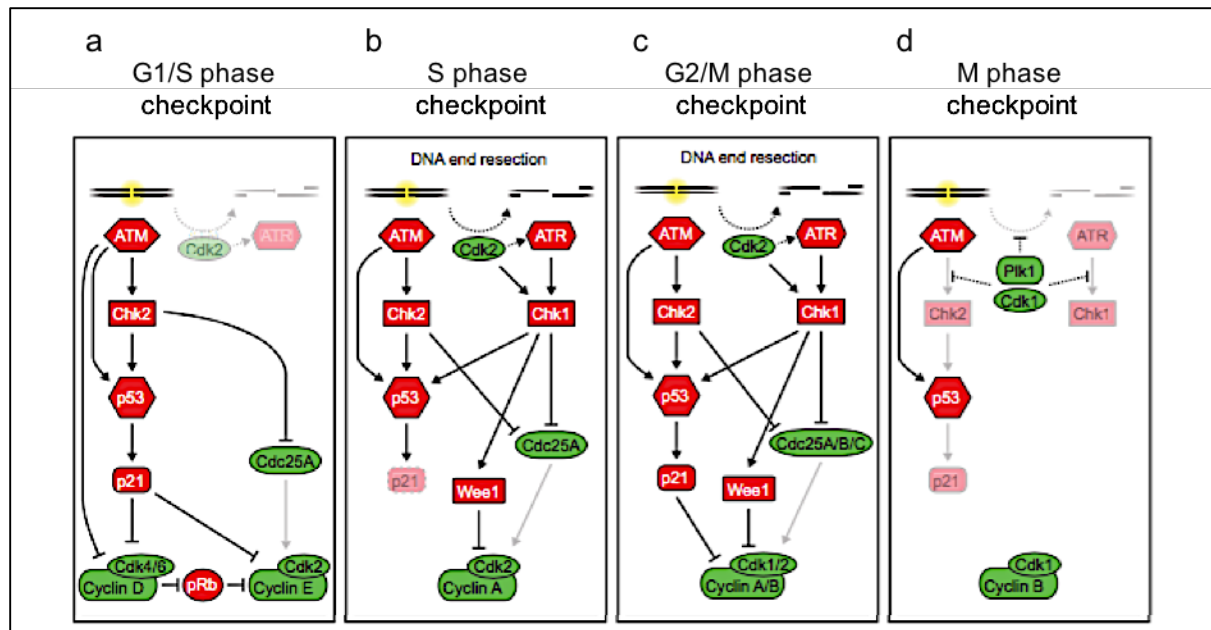 a
G1/S phase
checkpoint
b
S phase
checkpoint
c
G2/M phase
checkpoint
d
M phase
checkpoint
ATM
Cdk2
ATR
Chk2
p53
Cdc25A
p21
Cdk4/6
Cyclin D
pRb
Cdk2
Cyclin E
DNA end resection
ATM
Cdk2
ATR
Chk2
Chk1
p53
Cdc25A
p21
Wee1
Cdk2
Cyclin A
DNA end resection
ATM
Cdk2
ATR
Chk2
Chk1
p53
Cdc25A/B/C
p21
Wee1
Cdk1/2
Cyclin A/B
ATM
ATR
Plk1
Cdk1
Chk2
Chk1
p53
p21
Cdk1
Cyclin B